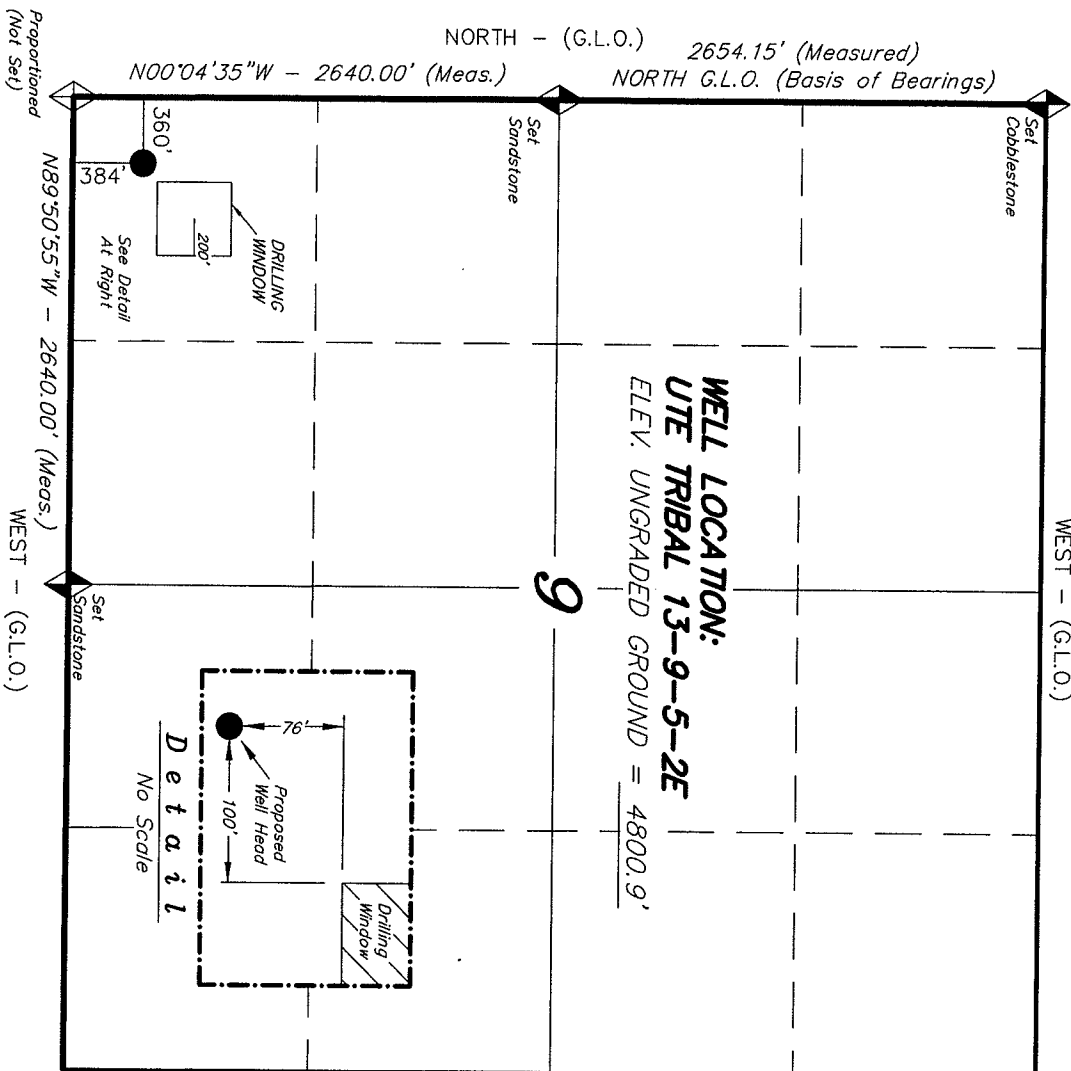 WEST - (G.L.O.)
NORTH - (G.L.O.)
2654.15' (Measured)
NORTH G.L.O. (Basis of Bearings)
N00°04'35"W - 2640.00' (Meas.)
Set
Cobblestone
Set
Sandstone
WELL LOCATION:
UTE TRIBAL 13-9-5-2E
ELEV. UNGRADED GROUND = 4800.9'
9
DRILLING
WINDOW
200'
360'
384'
See Detail
At Right
Proportioned
(Not Set)
N89°50'55"W - 2640.00' (Meas.)
WEST - (G.L.O.)
Set
Sandstone
76'
100'
Proposed
Well Head
Drilling
Window
Detail
No Scale